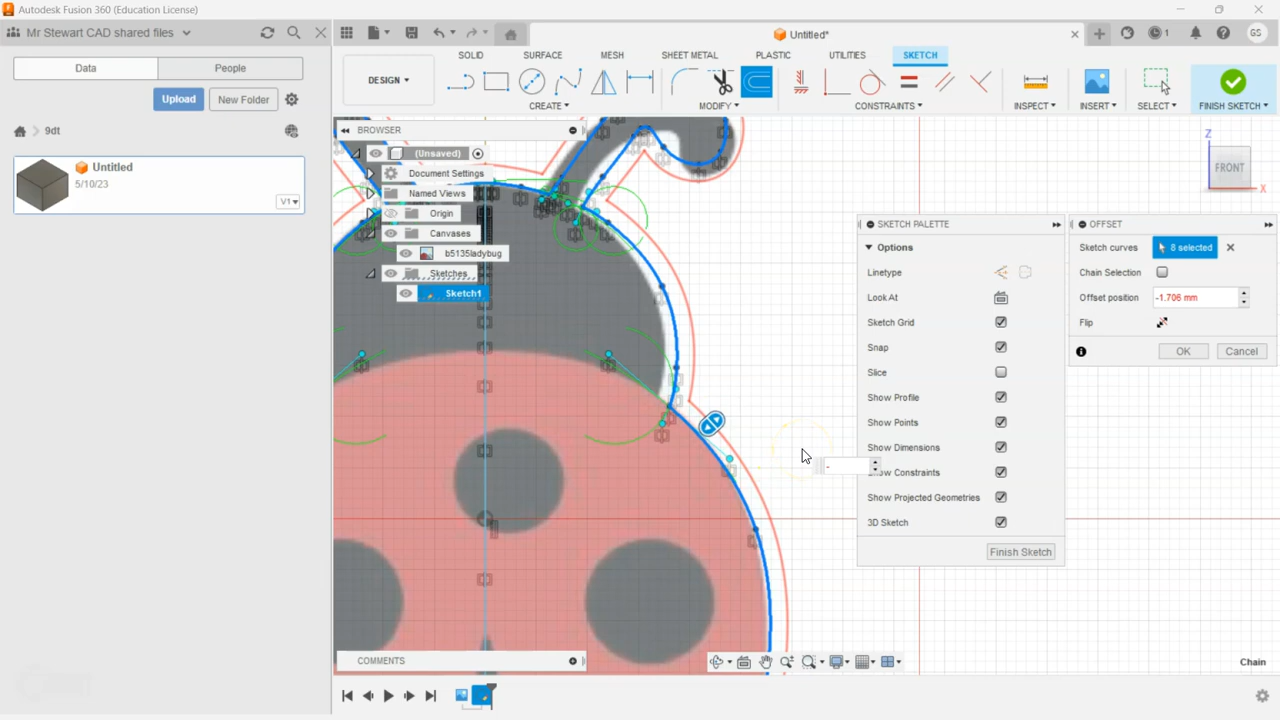 Autodesk Fusion 360 (Education License)
Mr Stewart CAD shared files
Untitled*
1
GS
Data
People
Upload
New Folder
9dt
Untitled
5/10/23
V1
DESIGN
SOLID
SURFACE
MESH
SHEET METAL
PLASTIC
UTILITIES
SKETCH
CREATE
MODIFY
CONSTRAINTS
INSPECT
INSERT
SELECT
FINISH SKETCH
BROWSER
(Unsaved)
Document Settings
Named Views
Origin
Canvases
b5135ladybug
Sketches
Sketch1
Z
FRONT
X
SKETCH PALETTE
Options
Linetype
Look At
Sketch Grid
Snap
Slice
Show Profile
Show Points
Show Dimensions
Show Constraints
Show Projected Geometries
3D Sketch
Finish Sketch
OFFSET
Sketch curves
8 selected
Chain Selection
Offset position
-1.706 mm
Flip
OK
Cancel
-
COMMENTS
Chain